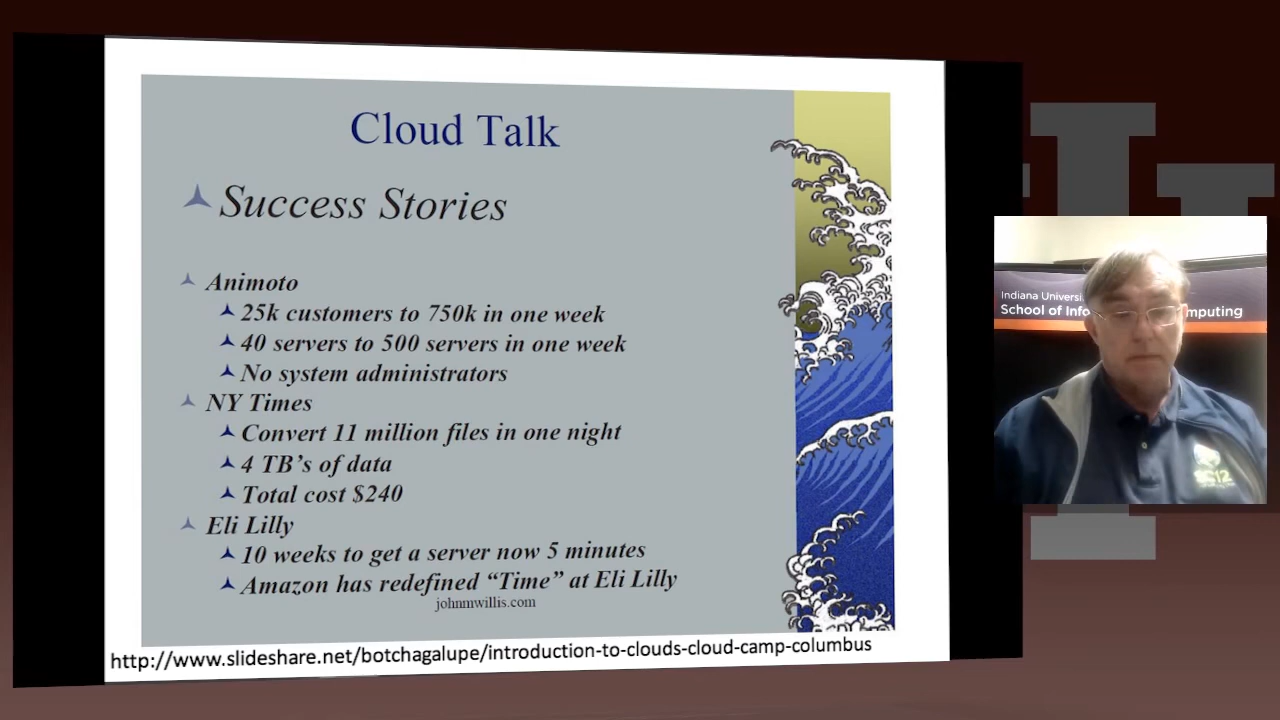 Cloud Talk
Success Stories
Animoto
25k customers to 750k in one week
40 servers to 500 servers in one week
No system administrators
NY Times
Convert 11 million files in one night
4 TB's of data
Total cost $240
Eli Lilly
10 weeks to get a server now 5 minutes
Amazon has redefined “Time” at Eli Lilly
johnmwillis.com
http://www.slideshare.net/botchagalupe/introduction-to-clouds-cloud-camp-columbus
Indiana
School of